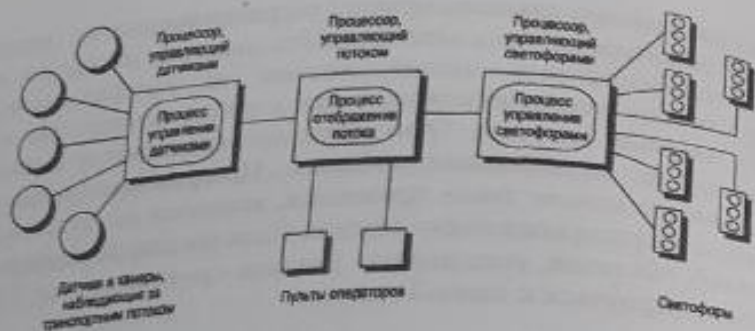 Процессор,
управляющий
датчиками
Процессор,
управляющий
потоком
Процессор,
управляющий
светофорами
Процесс
управления
датчиками
Процесс
отображения
потока
Процесс
управления
светофорами
Датчики и камеры,
наблюдающие за
транспортным потоком
Пульты операторов
Светофоры